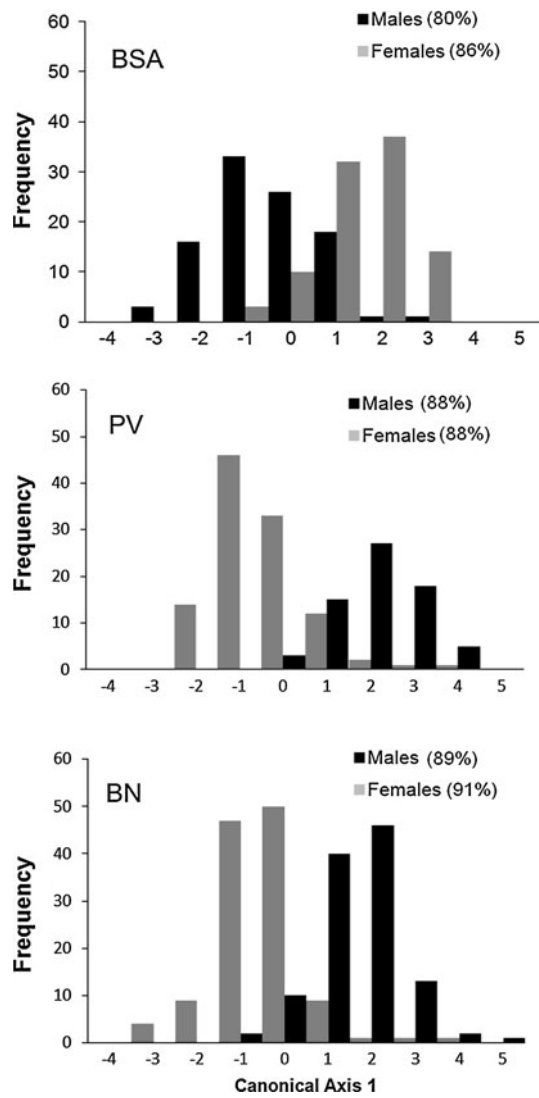 60
Males (80%)
BSA
Females (86%)
50
40
Frequency
30
20
10
0
-4 -3 -2 -1 0 1 2 3 4 5
60
Males (88%)
PV
Females (88%)
50
40
Frequency
30
20
10
0
-4 -3 -2 -1 0 1 2 3 4 5
60
Males (89%)
BN
Females (91%)
50
40
Frequency
30
20
10
0
-4 -3 -2 -1 0 1 2 3 4 5
Canonical Axis 1